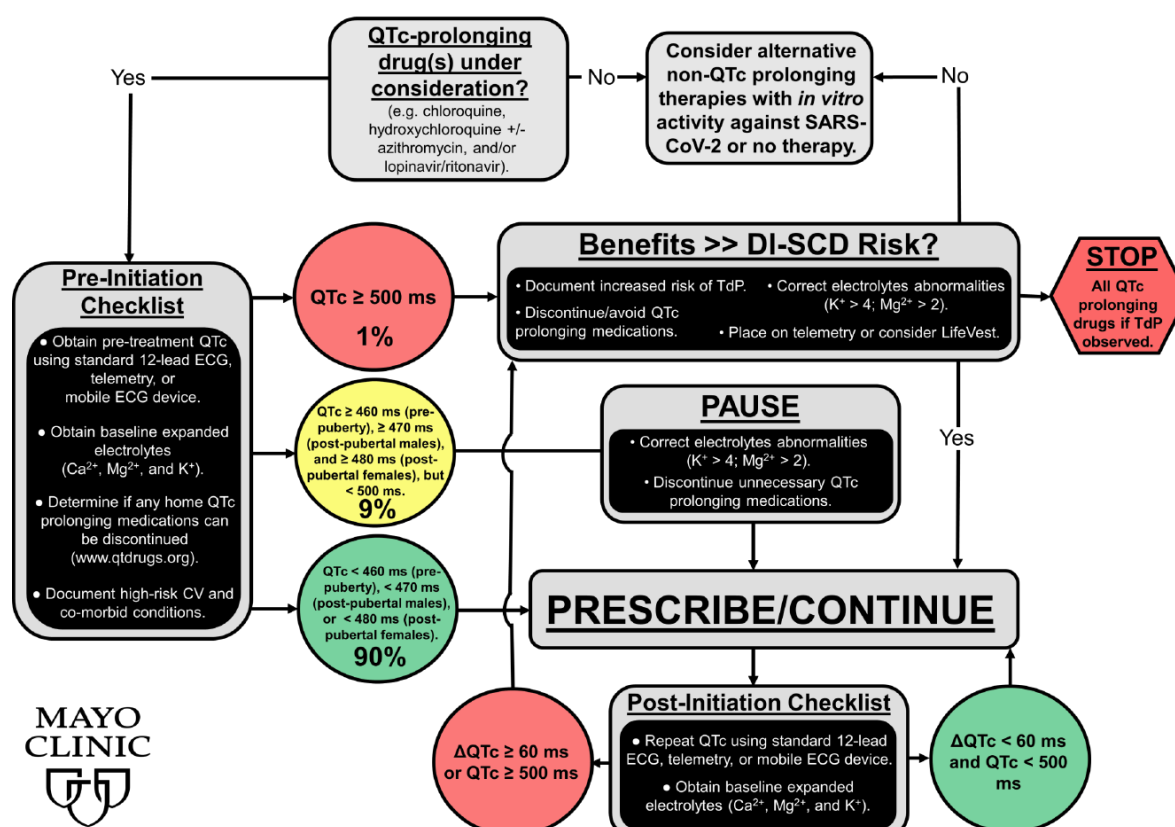 QTc-prolonging
drug(s) under
consideration?
(e.g. chloroquine,
hydroxychloroquine +/-
azithromycin, and/or
lopinavir/ritonavir).
Yes
No
Consider alternative
non-QTc prolonging
therapies with in vitro
activity against SARS-
CoV-2 or no therapy.
No
Pre-Initiation
Checklist
● Obtain pre-treatment QTc
using standard 12-lead ECG,
telemetry, or
mobile ECG device.
● Obtain baseline expanded
electrolytes
(Ca²⁺, Mg²⁺, and K⁺).
● Determine if any home QTc
prolonging medications can
be discontinued
(www.qtdrugs.org).
● Document high-risk CV and
co-morbid conditions.
QTc ≥ 500 ms
1%
QTc ≥ 460 ms (pre-
puberty), ≥ 470 ms
(post-pubertal males),
and ≥ 480 ms (post-
pubertal females), but
< 500 ms.
9%
QTc < 460 ms (pre-
puberty), < 470 ms
(post-pubertal males),
or < 480 ms (post-
pubertal females).
90%
Benefits >> DI-SCD Risk?
• Document increased risk of TdP.
• Discontinue/avoid QTc
prolonging medications.
• Correct electrolytes abnormalities
(K⁺ > 4; Mg²⁺ > 2).
• Place on telemetry or consider LifeVest.
STOP
All QTc
prolonging
drugs if TdP
observed.
PAUSE
• Correct electrolytes abnormalities
(K⁺ > 4; Mg²⁺ > 2).
• Discontinue unnecessary QTc
prolonging medications.
Yes
PRESCRIBE/CONTINUE
Post-Initiation Checklist
● Repeat QTc using standard 12-lead
ECG, telemetry, or mobile ECG device.
● Obtain baseline expanded
electrolytes (Ca²⁺, Mg²⁺, and K⁺).
ΔQTc ≥ 60 ms
or QTc ≥ 500 ms
ΔQTc < 60 ms
and QTc < 500
ms
MAYO
CLINIC